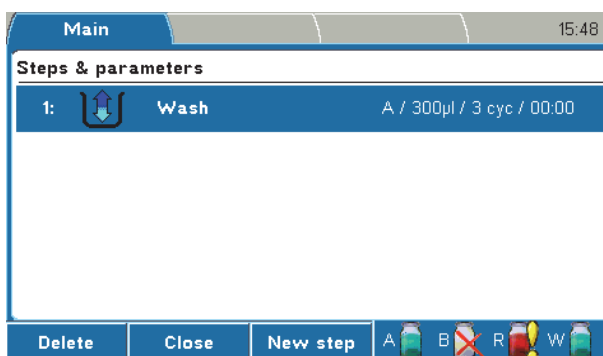 Main 15:48
Steps & parameters
1: Wash A / 300µl / 3 cyc / 00:00
Delete Close New step A B R W